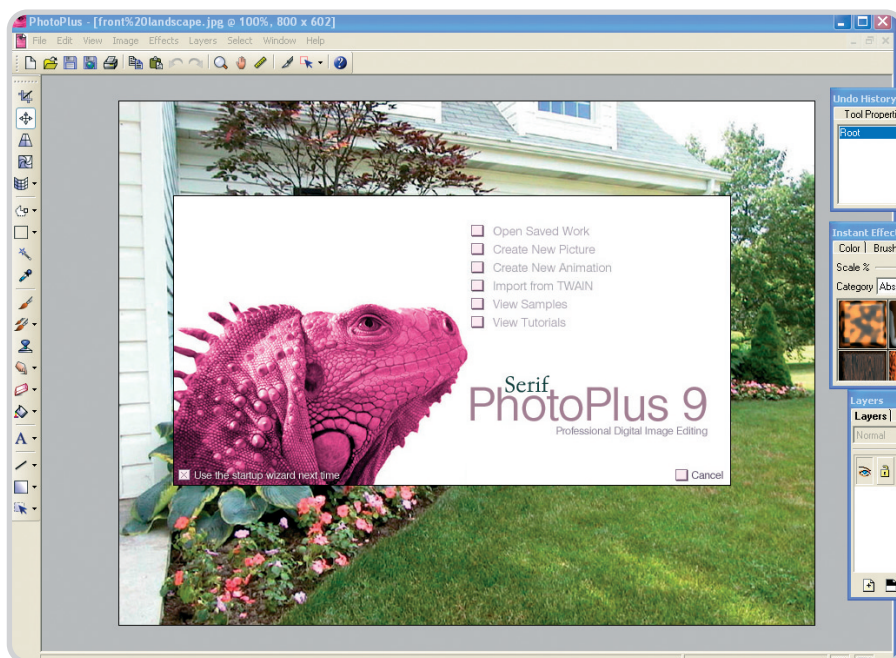 PhotoPlus - [front%20landscape.jpg @ 100%, 800 x 602]
File Edit View Image Effects Layers Select Window Help
Undo History
Tool Properti
Root
Open Saved Work
Create New Picture
Create New Animation
Import from TWAIN
View Samples
View Tutorials
Serif
PhotoPlus 9
Professional Digital Image Editing
Use the startup wizard next time
Cancel
Instant Effect
Color Brush
Scale %
Category Abs
Layers
Layers
Normal
A